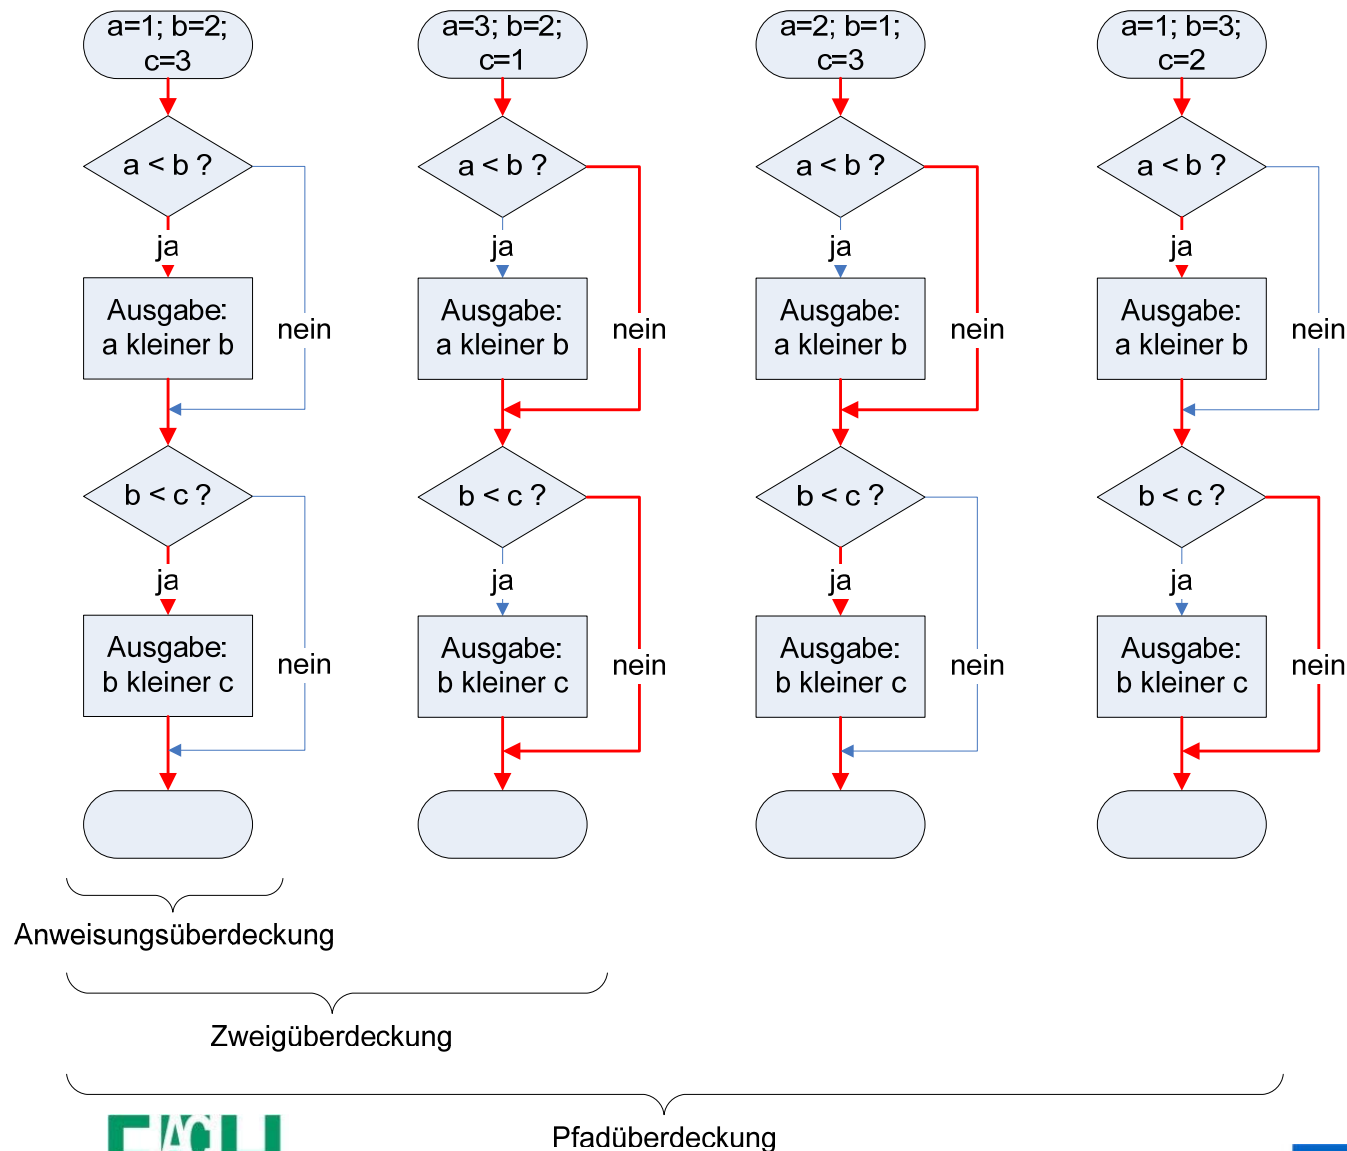 a=1; b=2;
c=3
a < b ?
ja
nein
Ausgabe:
a kleiner b
b < c ?
ja
nein
Ausgabe:
b kleiner c
a=3; b=2;
c=1
a < b ?
ja
nein
Ausgabe:
a kleiner b
b < c ?
ja
nein
Ausgabe:
b kleiner c
a=2; b=1;
c=3
a < b ?
ja
nein
Ausgabe:
a kleiner b
b < c ?
ja
nein
Ausgabe:
b kleiner c
a=1; b=3;
c=2
a < b ?
ja
nein
Ausgabe:
a kleiner b
b < c ?
ja
nein
Ausgabe:
b kleiner c
Anweisungsüberdeckung
Zweigüberdeckung
Pfadüberdeckung